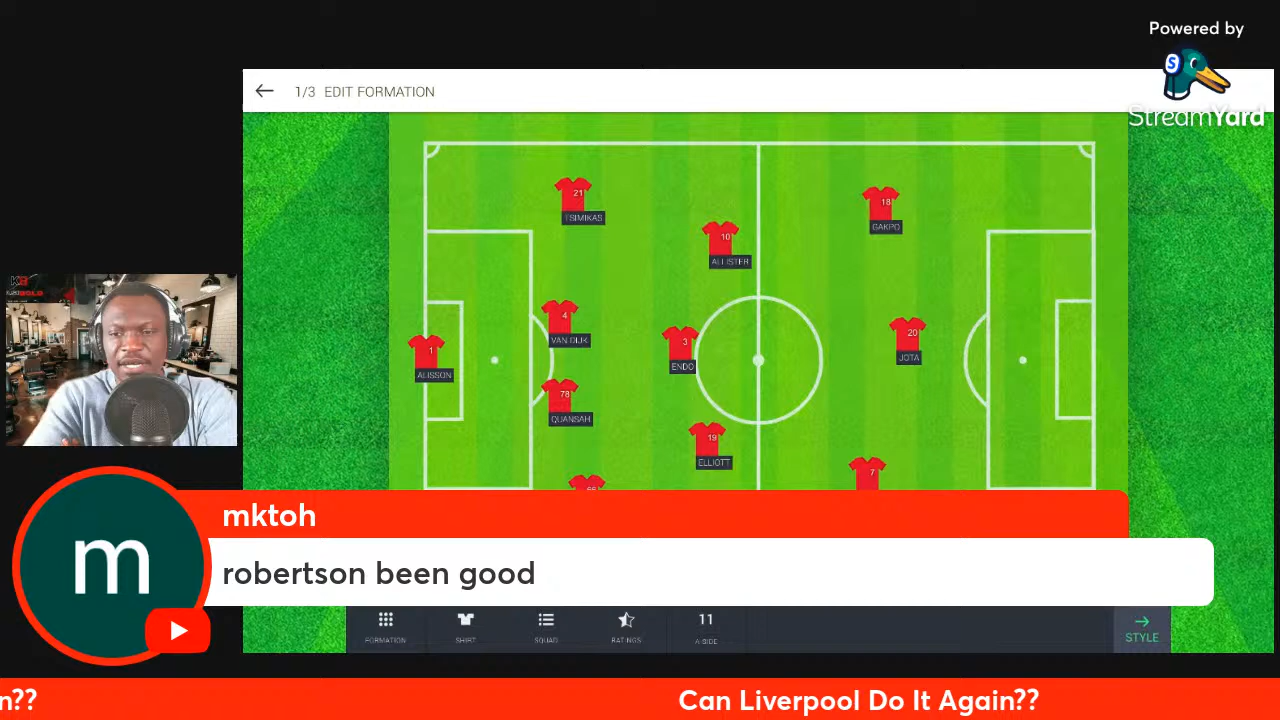 Powered by
StreamYard
1/3 EDIT FORMATION
21
TSIMIKAS
18
GAKPO
10
ALLISTER
4
VAN DIJK
1
ALISSON
3
ENDO
20
JOTA
78
QUANSAH
19
ELLIOTT
66
7
mktoh
m
robertson been good
FORMATION
SHIRT
SQUAD
RATINGS
11
A-SIDE
STYLE
n??
Can Liverpool Do It Again??